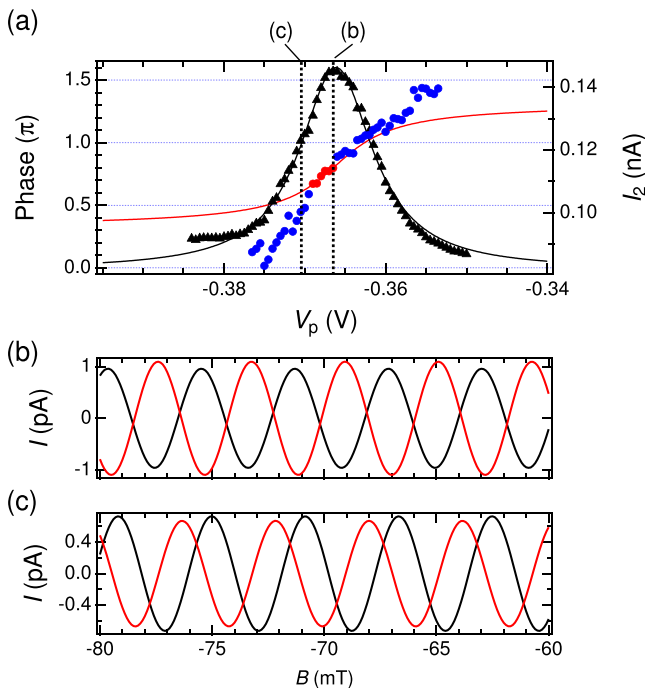 (a)
(c) (b)
Phase (π)
1.5
1.0
0.5
0.0
0.14
0.12
0.10
I2 (nA)
-0.38 -0.36 -0.34
Vp (V)
(b)
I (pA)
1
0
-1
(c)
I (pA)
0.4
0.0
-0.4
-80 -75 -70 -65 -60
B (mT)